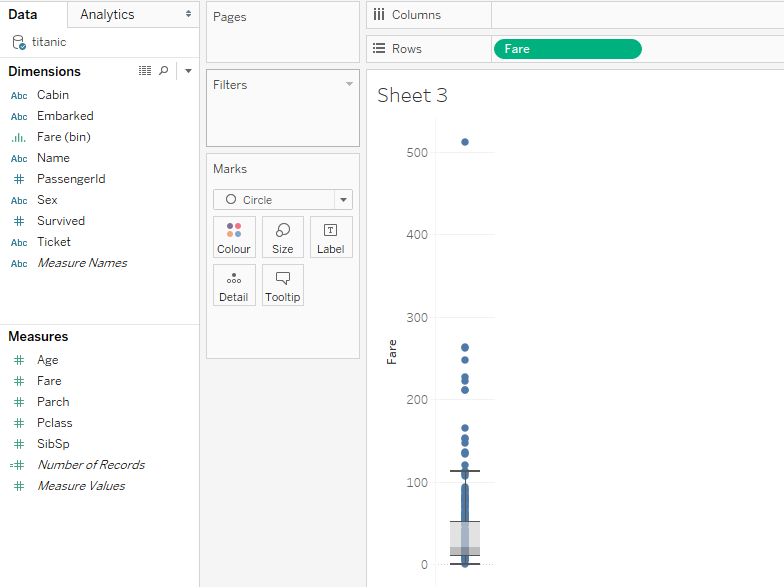 Data
Analytics
titanic
Dimensions
Abc Cabin
Abc Embarked
Fare (bin)
Abc Name
# PassengerId
Abc Sex
# Survived
Abc Ticket
Abc Measure Names
Measures
# Age
# Fare
# Parch
# Pclass
# SibSp
=# Number of Records
# Measure Values
Pages
Filters
Marks
Circle
Colour
Size
T
Label
Detail
Tooltip
Columns
Rows
Fare
Sheet 3
500
400
300
200
100
0
Fare